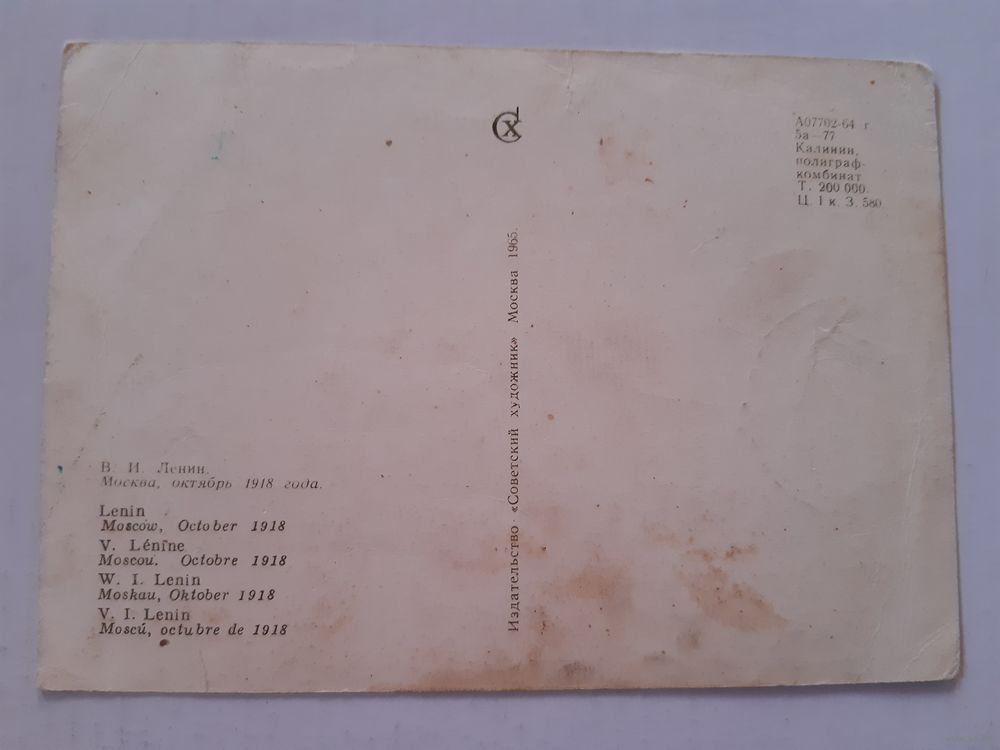 В. И. Ленин.
Москва, октябрь 1918 года.
Lenin
Moscow, October 1918
V. Lénine
Moscou. Octobre 1918
W. I. Lenin
Moskau, Oktober 1918
V. I. Lenin
Moscú, octubre de 1918
Издательство «Советский художник» Москва 1965.
СХ
А07702-64 г
5а—77
Калинин,
полиграф-
комбинат
Т. 200 000.
Ц. 1 к. З. 580